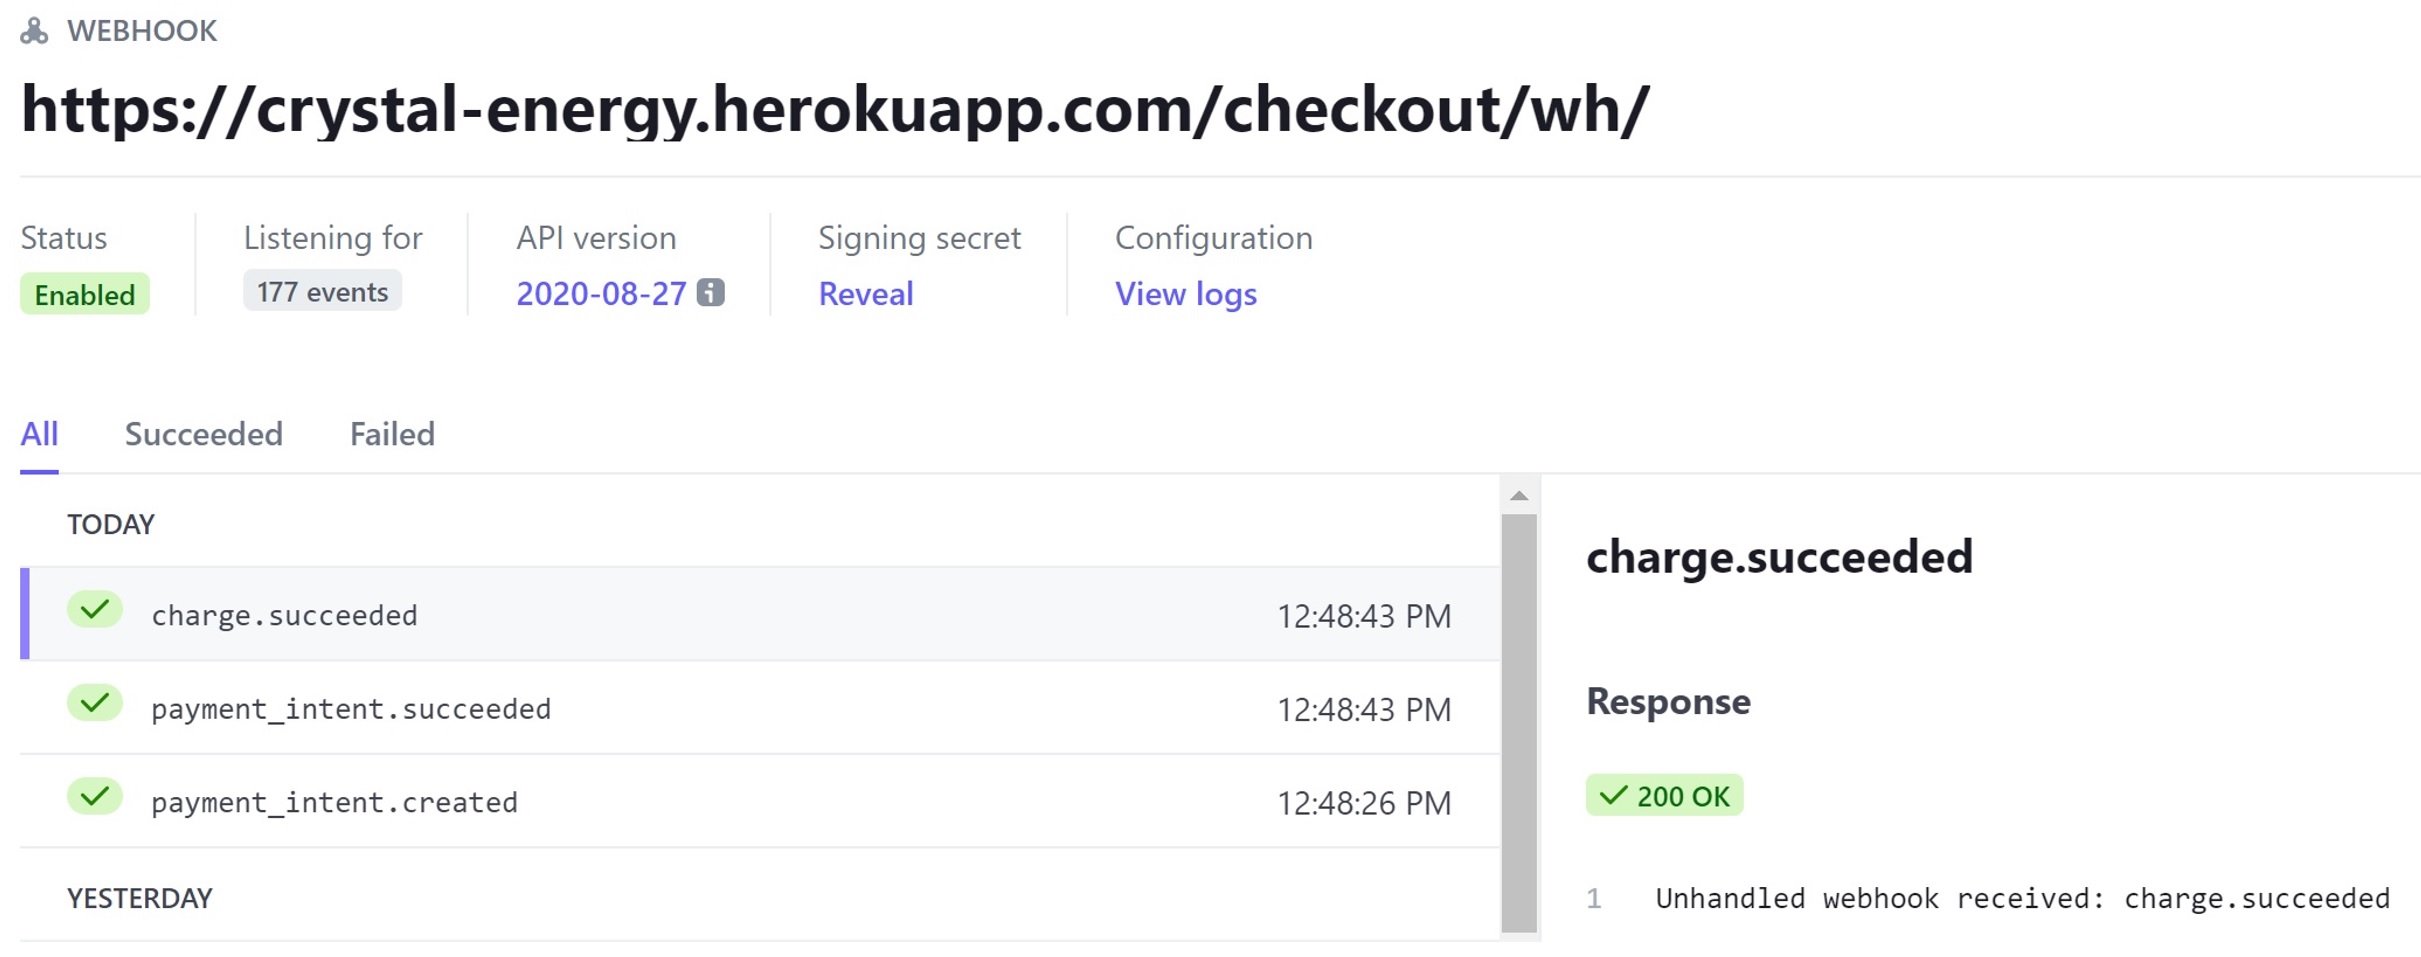 WEBHOOK
https://crystal-energy.herokuapp.com/checkout/wh/
Status Listening for API version Signing secret Configuration
Enabled 177 events 2020-08-27 Reveal View logs
All Succeeded Failed
TODAY
charge.succeeded 12:48:43 PM
payment_intent.succeeded 12:48:43 PM
payment_intent.created 12:48:26 PM
YESTERDAY
charge.succeeded
Response
200 OK
1 Unhandled webhook received: charge.succeeded